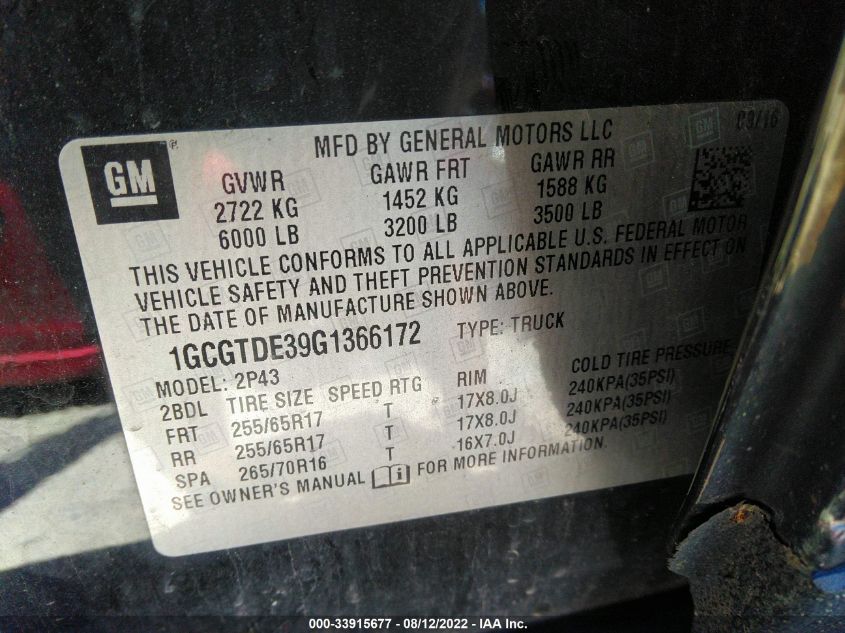 MFD BY GENERAL MOTORS LLC 03/16
GM
GVWR GAWR FRT GAWR RR
2722 KG 1452 KG 1588 KG
6000 LB 3200 LB 3500 LB
THIS VEHICLE CONFORMS TO ALL APPLICABLE U.S. FEDERAL MOTOR
VEHICLE SAFETY AND THEFT PREVENTION STANDARDS IN EFFECT ON
THE DATE OF MANUFACTURE SHOWN ABOVE.
1GCGTDE39G1366172 TYPE: TRUCK
MODEL: 2P43
2BDL TIRE SIZE SPEED RTG RIM COLD TIRE PRESSURE
FRT 255/65R17 T 17X8.0J 240KPA(35PSI)
RR 255/65R17 T 17X8.0J 240KPA(35PSI)
SPA 265/70R16 T 16X7.0J 240KPA(35PSI)
SEE OWNER'S MANUAL i FOR MORE INFORMATION.
000-33915677 - 08/12/2022 - IAA Inc.